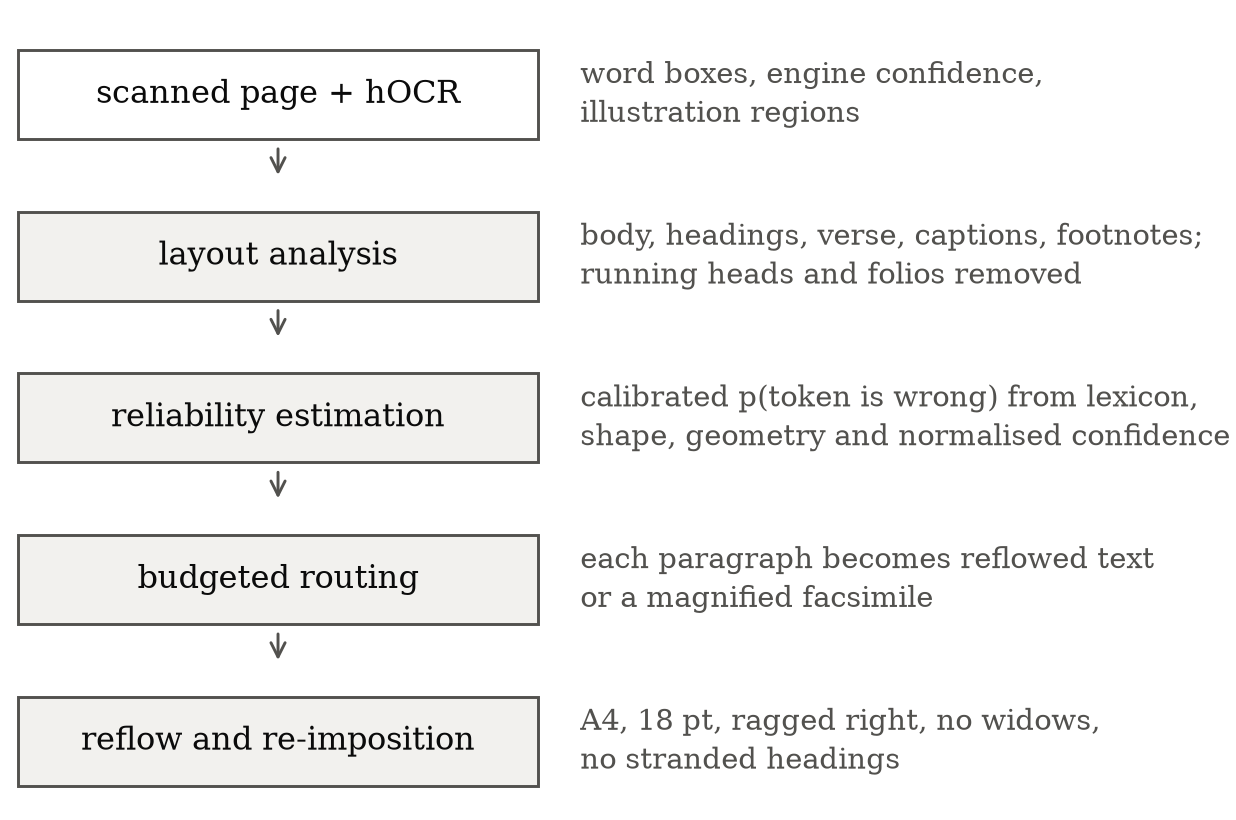 scanned page + hOCR
word boxes, engine confidence,
illustration regions
layout analysis
body, headings, verse, captions, footnotes;
running heads and folios removed
reliability estimation
calibrated p(token is wrong) from lexicon,
shape, geometry and normalised confidence
budgeted routing
each paragraph becomes reflowed text
or a magnified facsimile
reflow and re-imposition
A4, 18 pt, ragged right, no widows,
no stranded headings